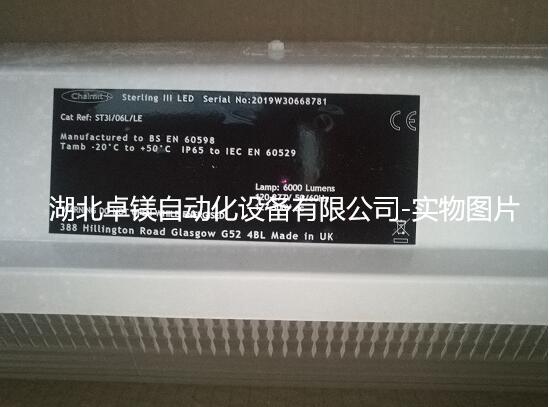 Chalmit Sterling III LED Serial No:2019W30668781
Cat Ref: ST3I/06L/LE
Manufactured to BS EN 60598
Tamb -20°C to +50°C IP65 to IEC EN 60529
Lamp: 6000 Lumens
湖北卓镁自动化设备有限公司-实物图片
388 Hillington Road Glasgow G52 4BL Made in UK
CE